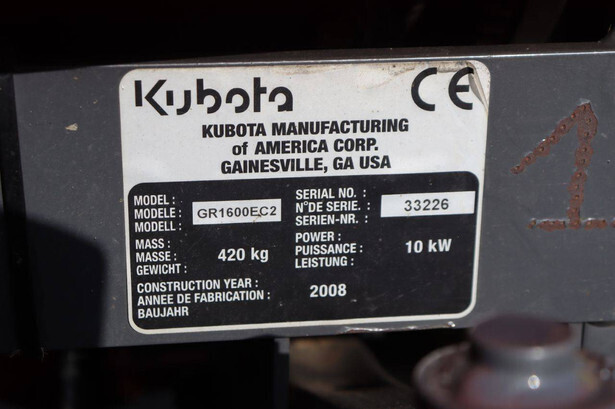 Kubota CE
KUBOTA MANUFACTURING
of AMERICA CORP.
GAINESVILLE, GA USA
MODEL :
MODELE :
MODELL :
GR1600EC2
SERIAL NO. :
N°DE SERIE. :
SERIEN-NR. :
33226
MASS :
MASSE :
GEWICHT :
420 kg
POWER :
PUISSANCE :
LEISTUNG :
10 kW
CONSTRUCTION YEAR :
ANNEE DE FABRICATION :
BAUJAHR
2008
1